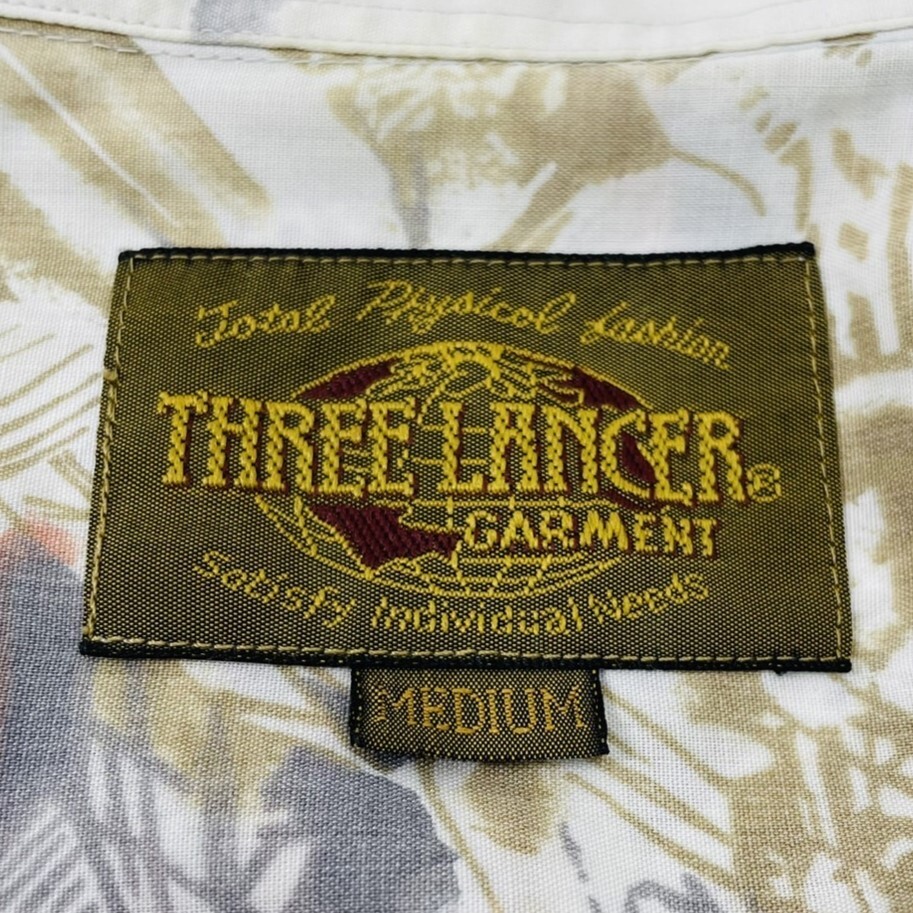 Total Physical Fashion
THREE LANCER®
GARMENT
Satisfy Individual Needs
MEDIUM